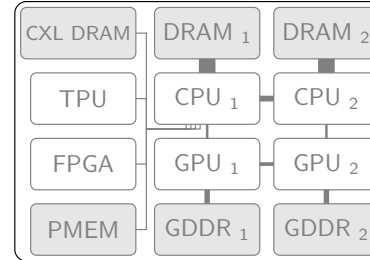 CXL DRAM DRAM 1 DRAM 2
TPU CPU 1 CPU 2
FPGA GPU 1 GPU 2
PMEM GDDR 1 GDDR 2